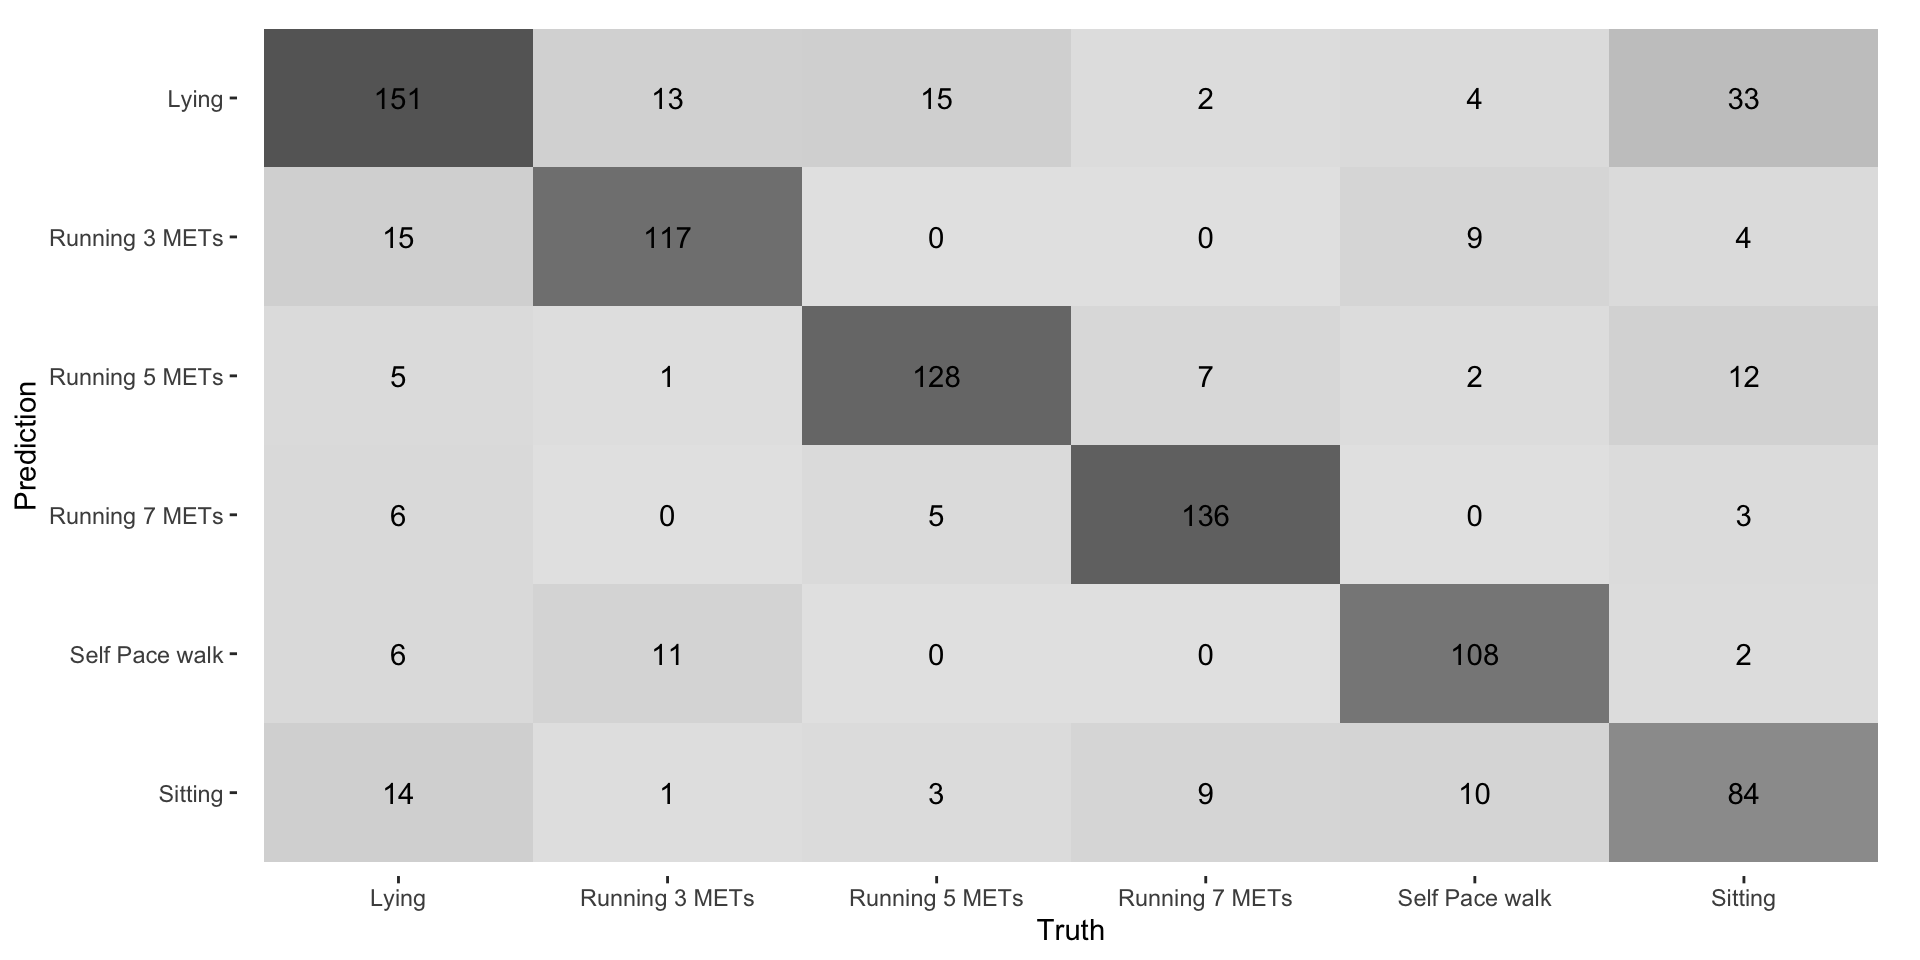 Lying 151 13 15 2 4 33
Running 3 METs 15 117 0 0 9 4
Running 5 METs 5 1 128 7 2 12
Prediction
Running 7 METs 6 0 5 136 0 3
Self Pace walk 6 11 0 0 108 2
Sitting 14 1 3 9 10 84
Lying Running 3 METs Running 5 METs Running 7 METs Self Pace walk Sitting
Truth